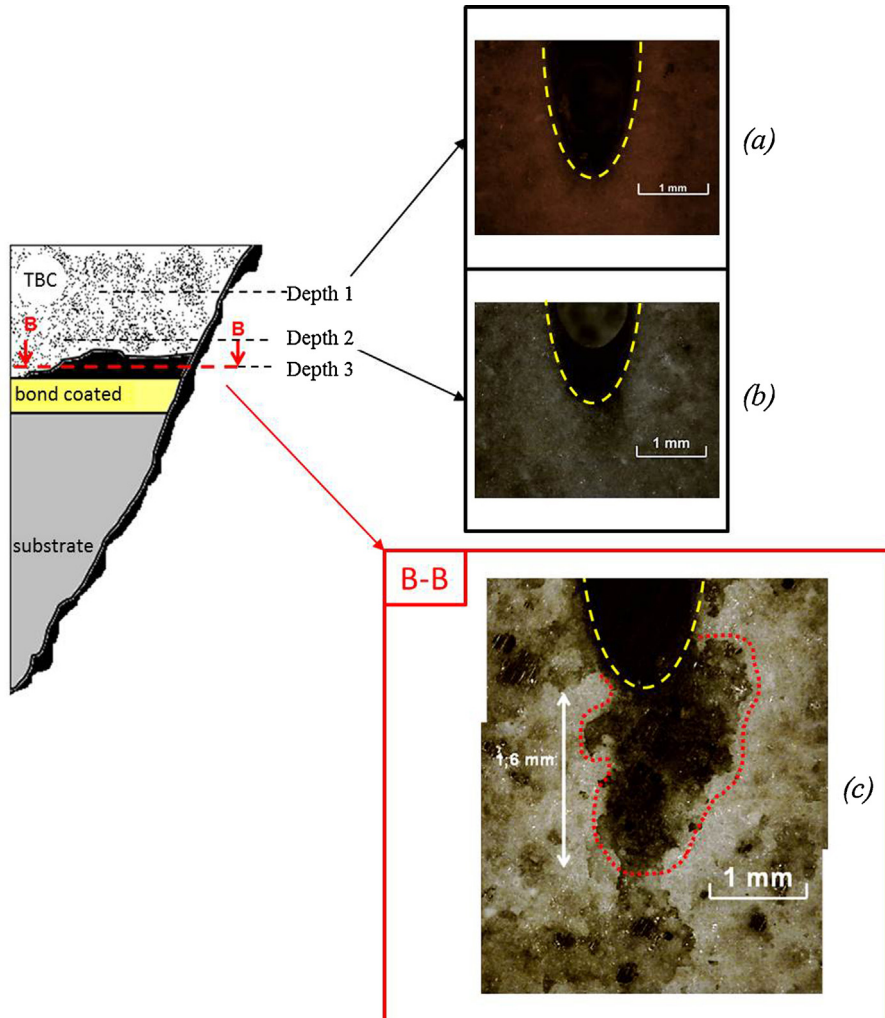 1 mm
(a)
TBC
Depth 1
B
B
Depth 2
Depth 3
bond coated
1 mm
(b)
substrate
B-B
1,6 mm
(c)
1 mm